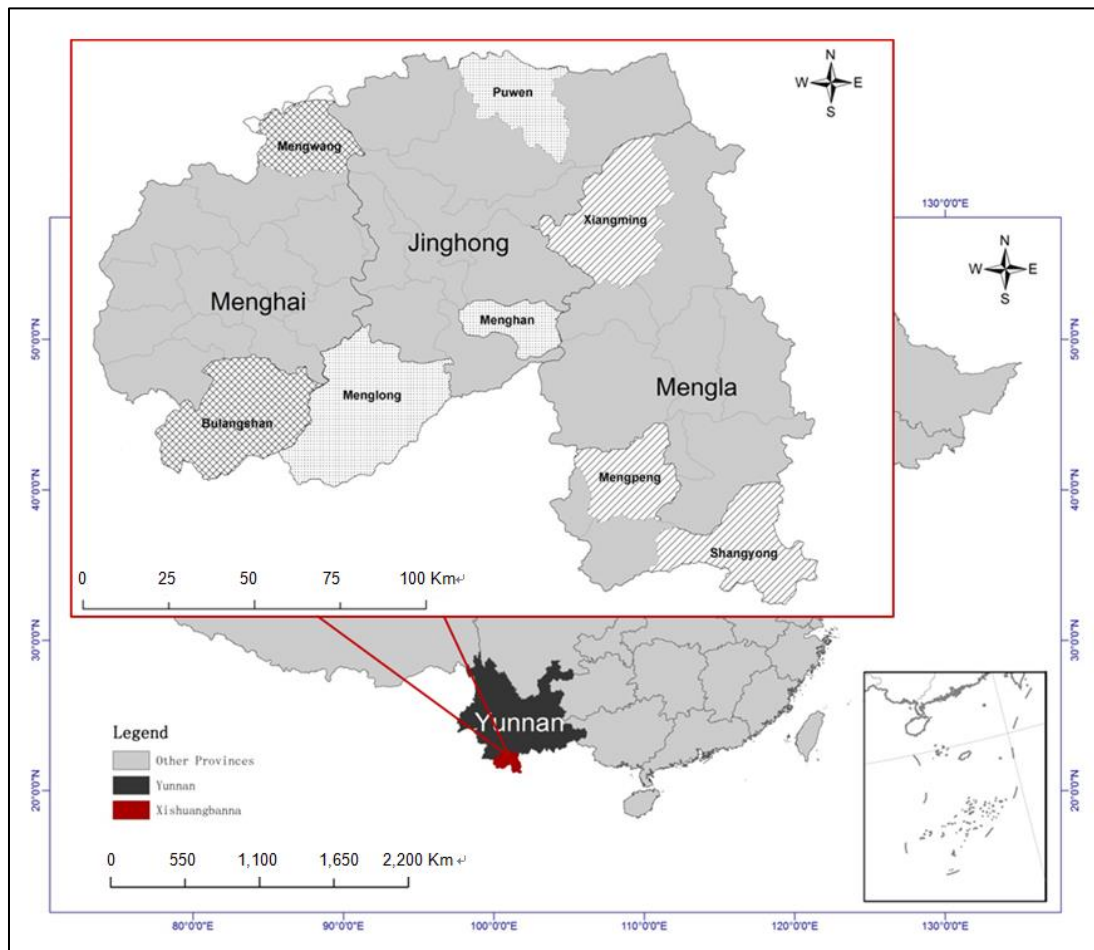 N
W E
S
Puwen
Mengwang
Xiangming
Jinghong
Menghai
Menghan
Menglong
Mengla
Bulangshan
Mengpeng
Shangyong
0 25 50 75 100 Km↵
130°0'0"E
N
W E
S
50°0'0"N
50°0'0"N
40°0'0"N
40°0'0"N
30°0'0"N
30°0'0"N
20°0'0"N
20°0'0"N
Yunnan
Legend
Other Provinces
Yunnan
Xishuangbanna
0 550 1,100 1,650 2,200 Km↵
80°0'0"E 90°0'0"E 100°0'0"E 110°0'0"E 120°0'0"E 130°0'0"E